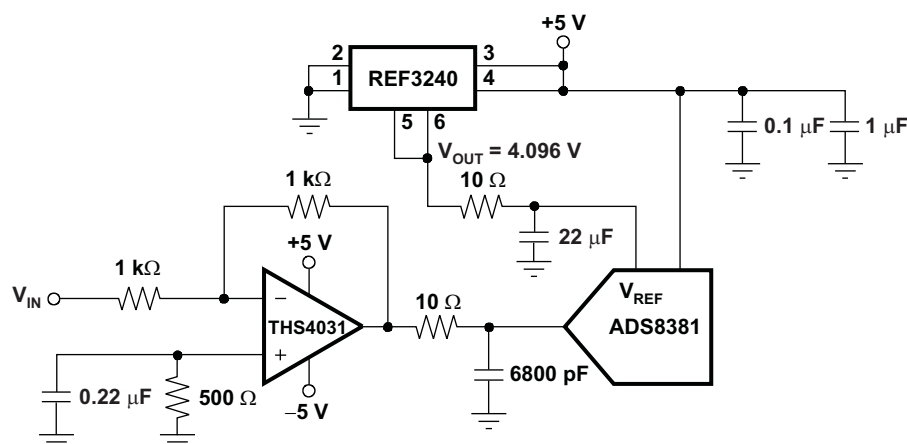 +5 V
2
1
REF3240
3
4
5
6
0.1 μF
1 μF
V_OUT = 4.096 V
10 Ω
22 μF
1 kΩ
+5 V
1 kΩ
V_IN
−
THS4031
+
10 Ω
V_REF
ADS8381
6800 pF
0.22 μF
500 Ω
−5 V